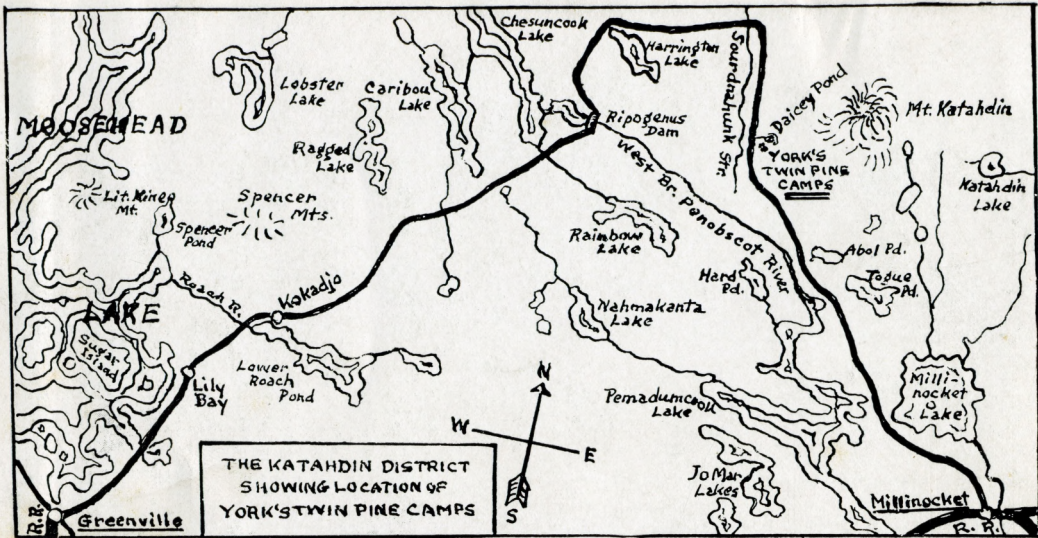 Chesuncook
Lake
Harrington
Lake
Sourdnahunk Str.
Daicey Pond
Mt. Katahdin
Lobster
Lake
Caribou
Lake
MOOSEHEAD
Ragged
Lake
Ripogenus
Dam
YORK'S
TWIN PINE
CAMPS
Katahdin
Lake
West Br. Penobscot River
Lit. Kineo
Mt.
Spencer
Mts.
Spencer
Pond
Rainbow
Lake
Abol Pd.
Hard
Pd.
Togue
Pd.
Roach R.
Kokadjo
LAKE
Nahmakanta
Lake
Sugar
Island
Lower
Roach
Pond
Lily
Bay
Pemadumcook
Lake
Milli-
nocket
Lake
N
W
E
S
THE KATAHDIN DISTRICT
SHOWING LOCATION OF
YORK'S TWIN PINE CAMPS
Jo Mar
Lakes
Millinocket
R.R.
Greenville
R. R.